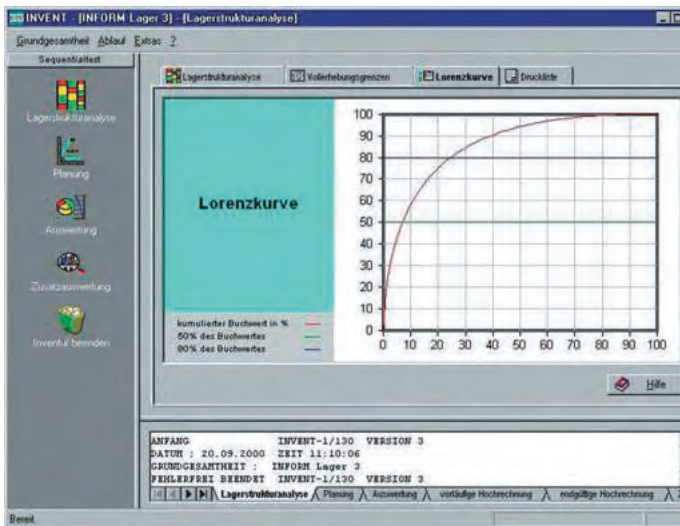 INVENT - [INFORM Lager 3] - [Lagerstrukturanalyse]
Grundgesamtheit Ablauf Extras ?
Sequentialtest
Lagerstrukturanalyse
Planung
Auswertung
Zusatzauswertung
Inventur beenden
Lagerstrukturanalyse Vollerhebungsgrenzen Lorenzkurve Druckliste
Lorenzkurve
kumulierter Buchwert in %
50% des Buchwertes
80% des Buchwertes
100
90
80
70
60
50
40
30
20
10
0
0 10 20 30 40 50 60 70 80 90 100
Hilfe
ANFANG INVENT-1/130 VERSION 3
DATUM : 20.09.2000 ZEIT 11:10:06
GRUNDGESAMTHEIT : INFORM Lager 3
FEHLERFREI BEENDET INVENT-1/130 VERSION 3
Lagerstrukturanalyse Planung Auswertung vorläufige Hochrechnung endgültige Hochrechnung
Bereit